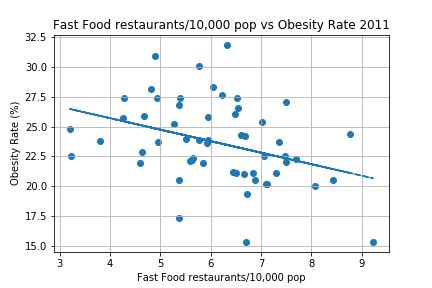 Fast Food restaurants/10,000 pop vs Obesity Rate 2011
32.5
30.0
27.5
25.0
22.5
20.0
17.5
15.0
Obesity Rate (%)
3 4 5 6 7 8 9
Fast Food restaurants/10,000 pop